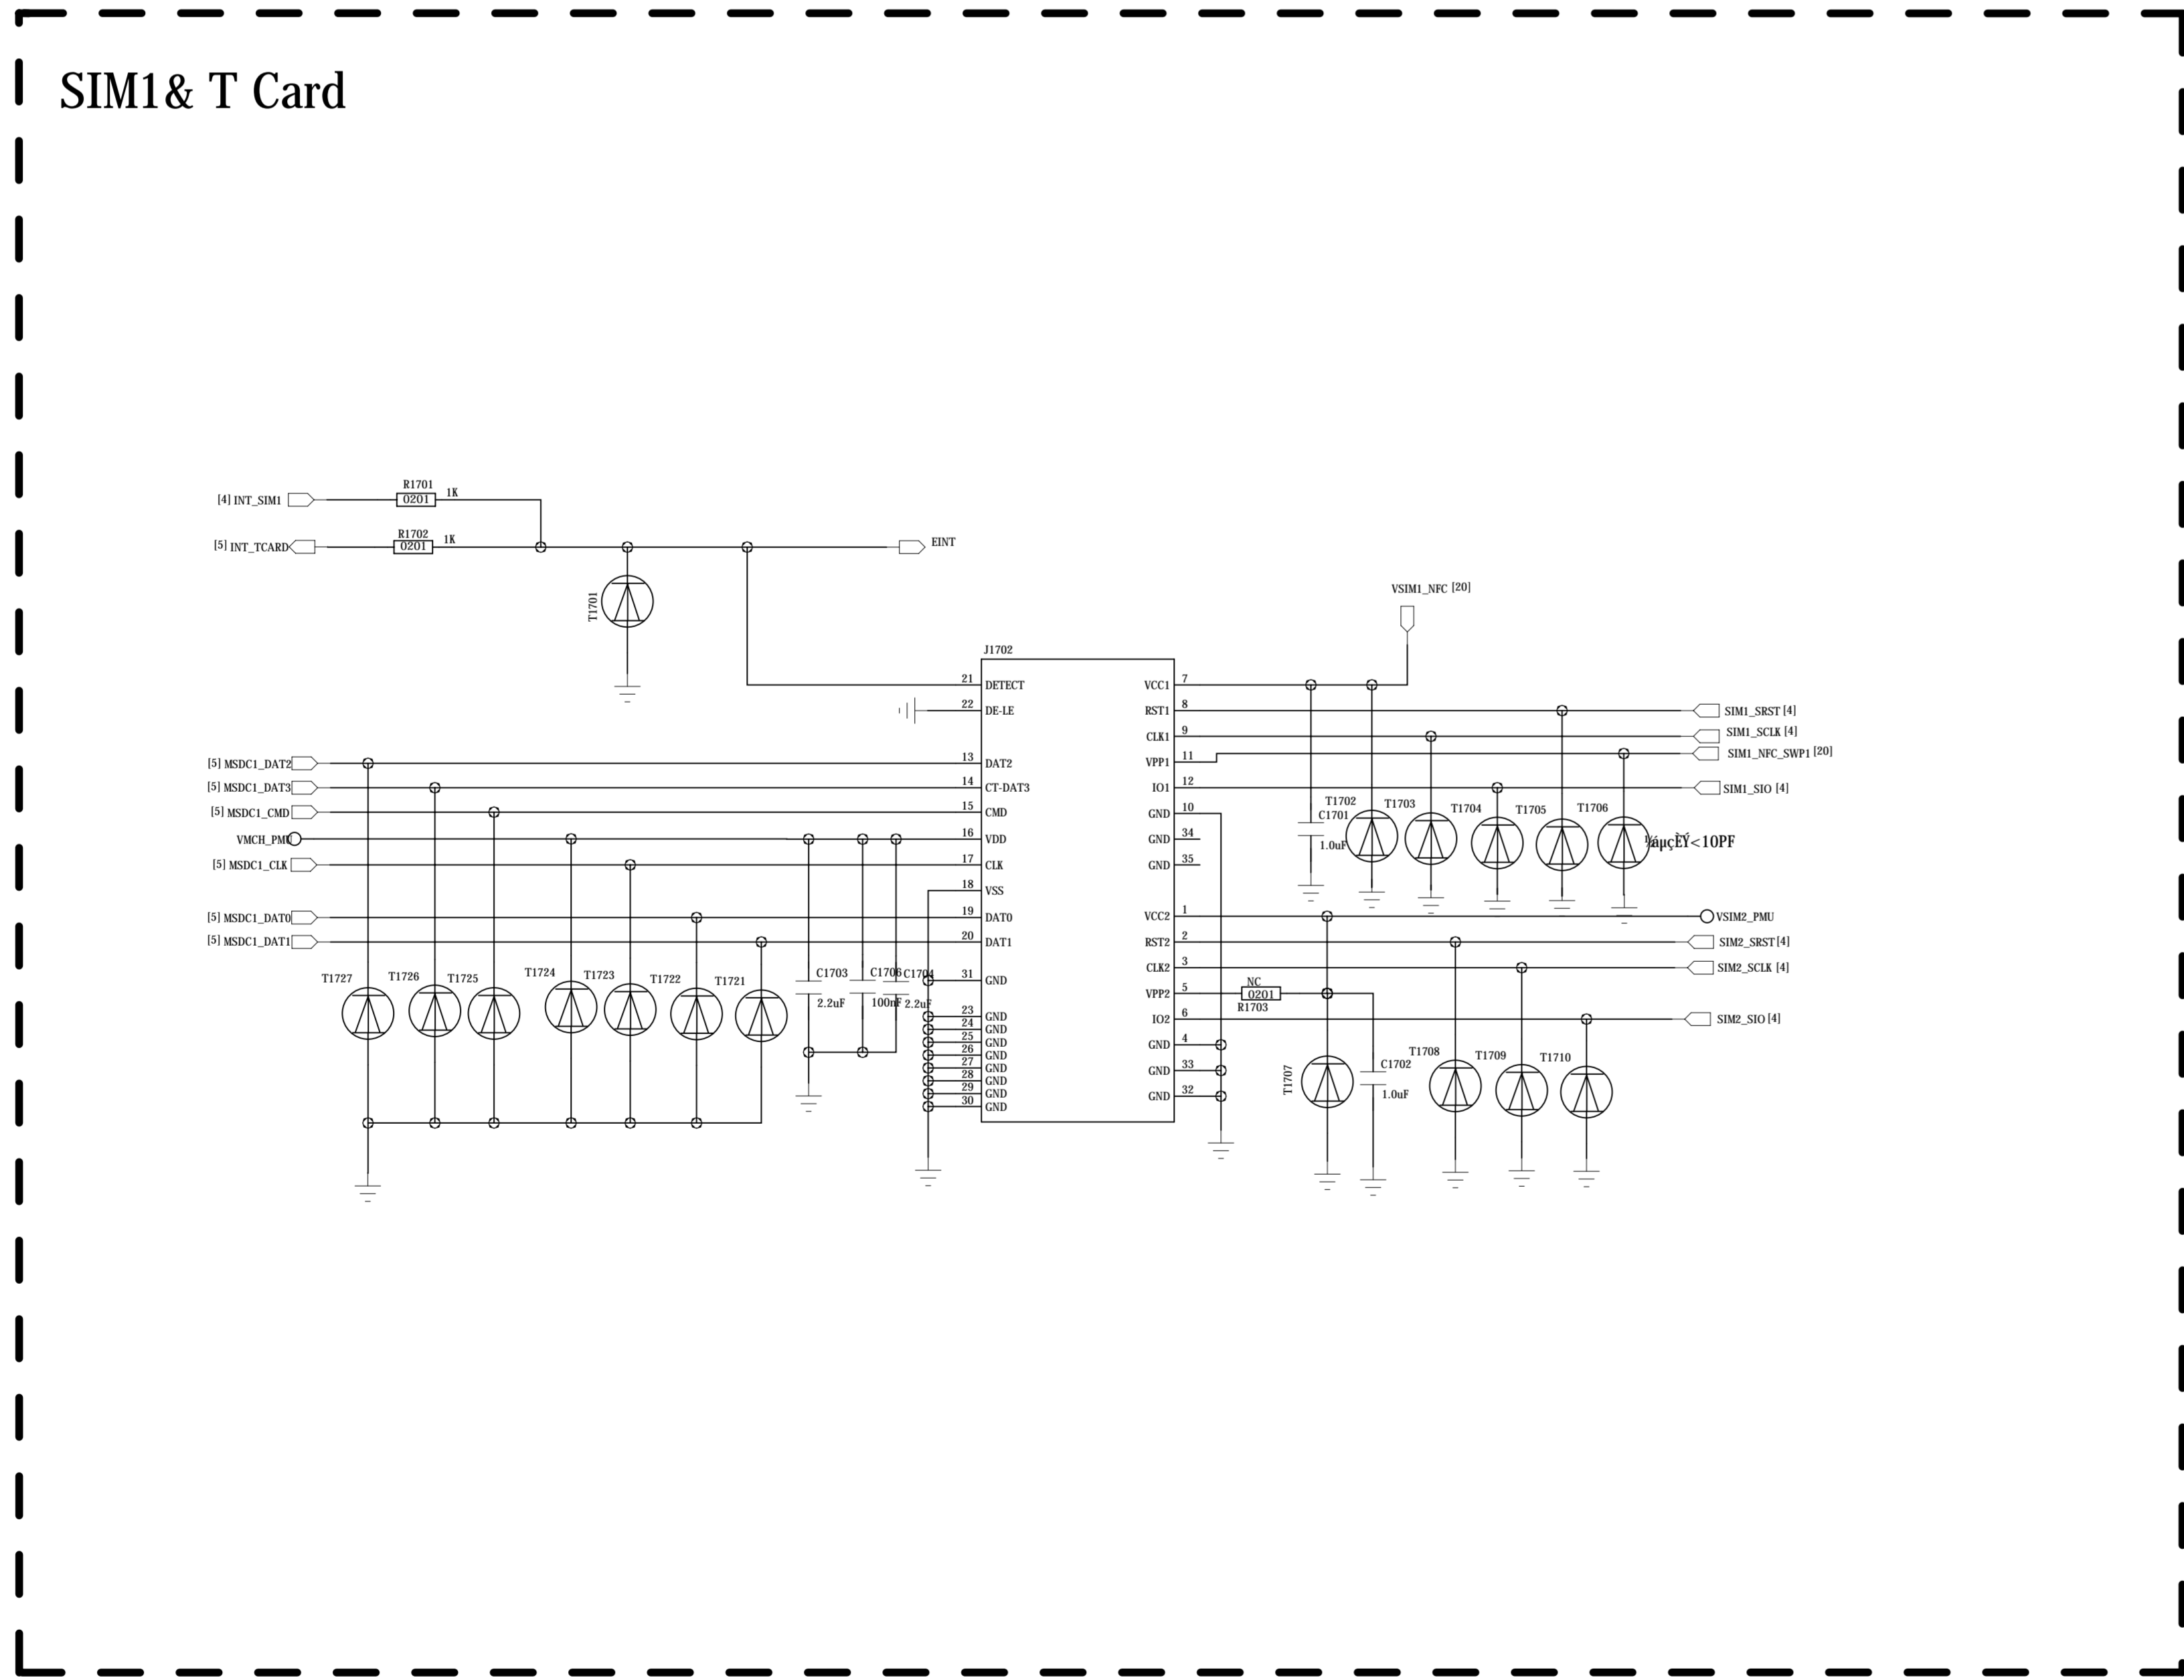 SIM1& T Card
R1701
[4] INT_SIM1
0201
1K
R1702
[5] INT_TCARD
0201
1K
EINT
T1701
VSIM1_NFC [20]
J1702
21 DETECT
22 DE-LE
[5] MSDC1_DAT2
13 DAT2
[5] MSDC1_DAT3
14 CT-DAT3
[5] MSDC1_CMD
15 CMD
VMCH_PMU
16 VDD
[5] MSDC1_CLK
17 CLK
18 VSS
[5] MSDC1_DAT0
19 DAT0
[5] MSDC1_DAT1
20 DAT1
31 GND
23 GND
24 GND
25 GND
26 GND
27 GND
28 GND
29 GND
30 GND
T1727
T1726
T1725
T1724
T1723
T1722
T1721
C1703
2.2uF
C1706
100nF
C1704
2.2uF
VCC1 7
RST1 8
SIM1_SRST [4]
CLK1 9
SIM1_SCLK [4]
VPP1 11
SIM1_NFC_SWP1 [20]
IO1 12
SIM1_SIO [4]
GND 10
GND 34
GND 35
C1701
1.0uF
T1702
T1703
T1704
T1705
T1706
½áµçÈÝ<10PF
VCC2 1
VSIM2_PMU
RST2 2
SIM2_SRST [4]
CLK2 3
SIM2_SCLK [4]
VPP2 5
NC
0201
R1703
IO2 6
SIM2_SIO [4]
GND 4
GND 33
GND 32
T1707
C1702
1.0uF
T1708
T1709
T1710